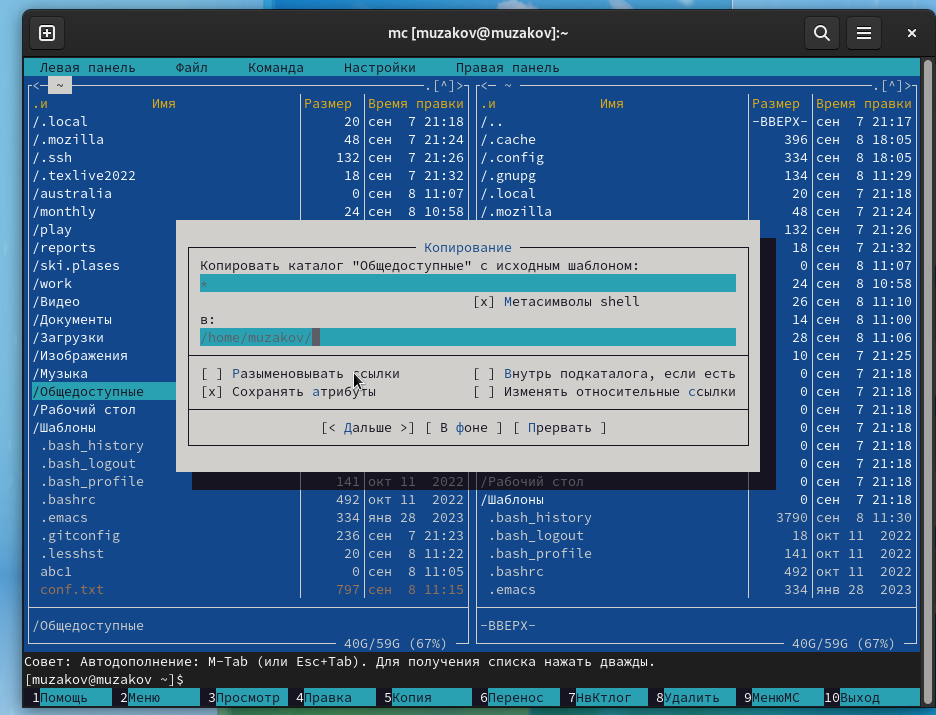 mc [muzakov@muzakov]:~
Левая панель Файл Команда Настройки Правая панель
<─ ~ .[^]> <─ ~ .[^]>
.и Имя Размер Время правки .и Имя Размер Время правки
/.local 20 сен 7 21:18 /.. -ВВЕРХ- сен 7 21:17
/.mozilla 48 сен 7 21:24 /.cache 396 сен 8 18:05
/.ssh 132 сен 7 21:26 /.config 334 сен 8 18:05
/.texlive2022 18 сен 7 21:32 /.gnupg 134 сен 8 11:29
/australia 0 сен 8 11:07 /.local 20 сен 7 21:18
/monthly 24 сен 8 10:58 /.mozilla 48 сен 7 21:24
/play 132 сен 7 21:26
/reports Копирование 18 сен 7 21:32
/ski.plases Копировать каталог "Общедоступные" с исходным шаблоном: 0 сен 8 11:07
/work * 24 сен 8 10:58
/Видео [x] Метасимволы shell 26 сен 8 11:10
/Документы в: 14 сен 8 11:00
/Загрузки /home/muzakov/ 28 сен 8 11:06
/Изображения 10 сен 7 21:25
/Музыка [ ] Разыменовывать ссылки [ ] Внутрь подкаталога, если есть 0 сен 7 21:18
/Общедоступные [x] Сохранять атрибуты [ ] Изменять относительные ссылки 0 сен 7 21:18
/Рабочий стол 0 сен 7 21:18
/Шаблоны [< Дальше >] [ В фоне ] [ Прервать ] 0 сен 7 21:18
.bash_history 0 сен 7 21:18
.bash_logout 0 сен 7 21:18
.bash_profile 141 окт 11 2022 /Рабочий стол 0 сен 7 21:18
.bashrc 492 окт 11 2022 /Шаблоны 0 сен 7 21:18
.emacs 334 янв 28 2023 .bash_history 3790 сен 8 11:30
.gitconfig 236 сен 7 21:23 .bash_logout 18 окт 11 2022
.lesshst 20 сен 8 11:22 .bash_profile 141 окт 11 2022
abc1 0 сен 8 11:05 .bashrc 492 окт 11 2022
conf.txt 797 сен 8 11:15 .emacs 334 янв 28 2023
/Общедоступные -ВВЕРХ-
40G/59G (67%) 40G/59G (67%)
Совет: Автодополнение: M-Tab (или Esc+Tab). Для получения списка нажать дважды.
[muzakov@muzakov ~]$
1Помощь 2Меню 3Просмотр 4Правка 5Копия 6Перенос 7НвКтлог 8Удалить 9МенюМС 10Выход